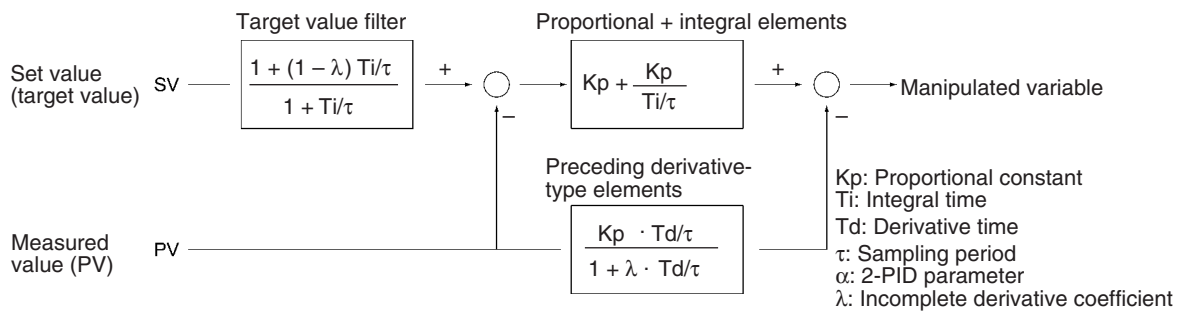 Target value filter
Proportional + integral elements
Set value
(target value)
SV
1 + (1 – λ) Ti/τ
1 + Ti/τ
+
–
Kp +
Kp
Ti/τ
+
–
Manipulated variable
Preceding derivative-
type elements
Measured
value (PV)
PV
Kp · Td/τ
1 + λ · Td/τ
Kp: Proportional constant
Ti: Integral time
Td: Derivative time
τ: Sampling period
α: 2-PID parameter
λ: Incomplete derivative coefficient